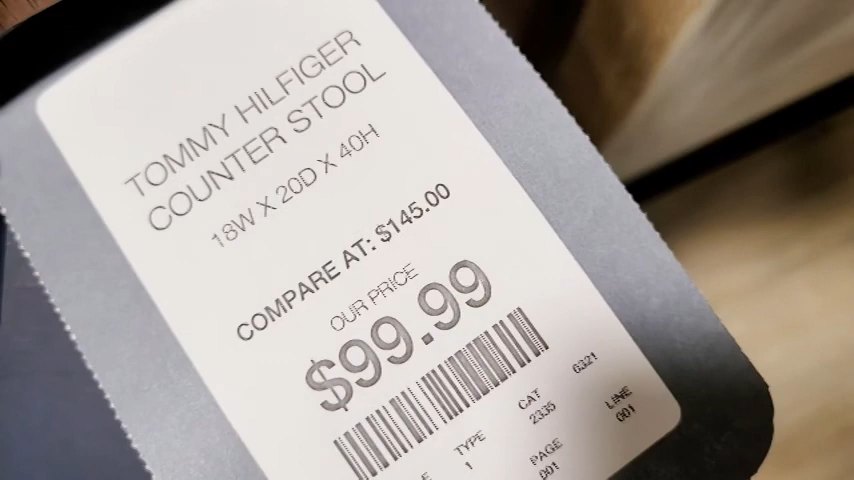 TOMMY HILFIGER
COUNTER STOOL
18W X 20D X 40H
COMPARE AT: $145.00
OUR PRICE
$99.99
TYPE CAT 6321
1 2335 LINE
PAGE 001
001